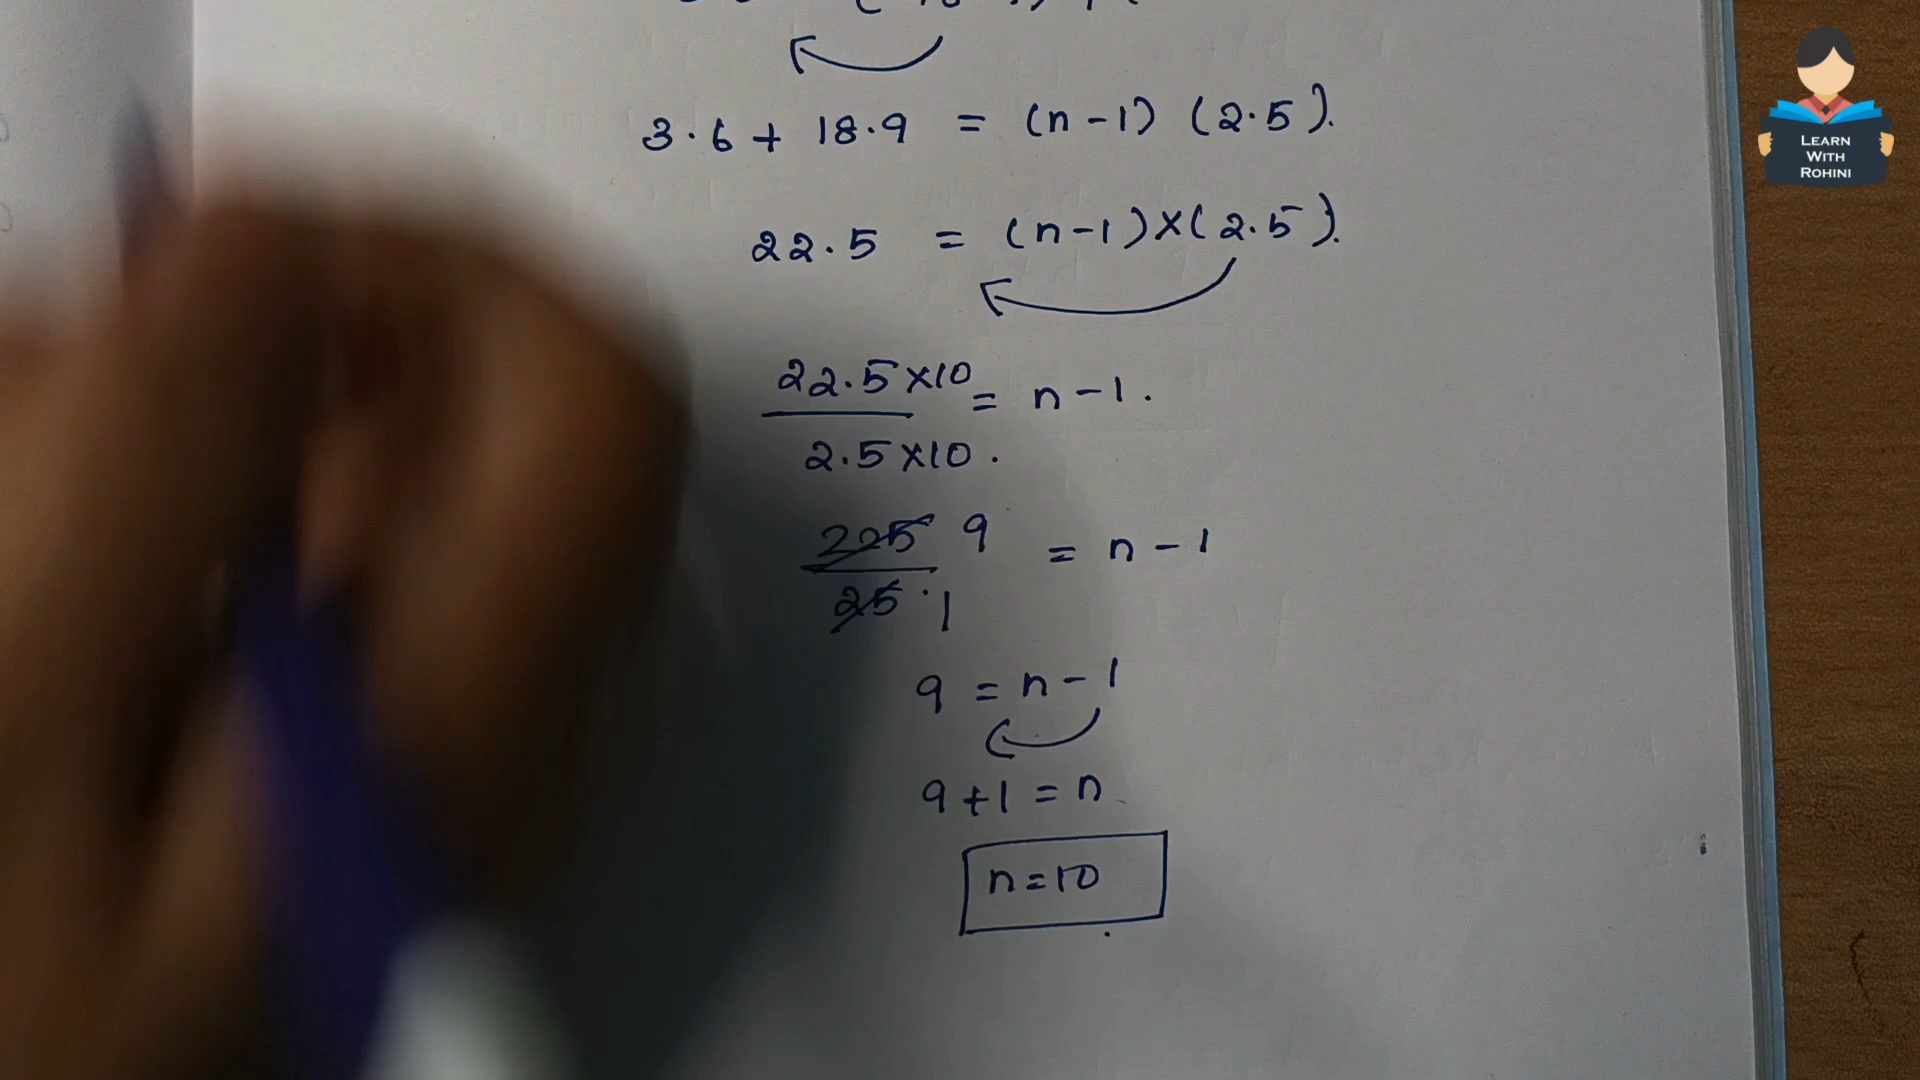 3.6 + 18.9 = (n-1) (2.5).
22.5 = (n-1)×(2.5).
22.5×10 = n-1.
2.5×10.
225 9 = n-1
25. 1
9 = n-1
9+1 = n
n=10
LEARN
WITH
ROHINI